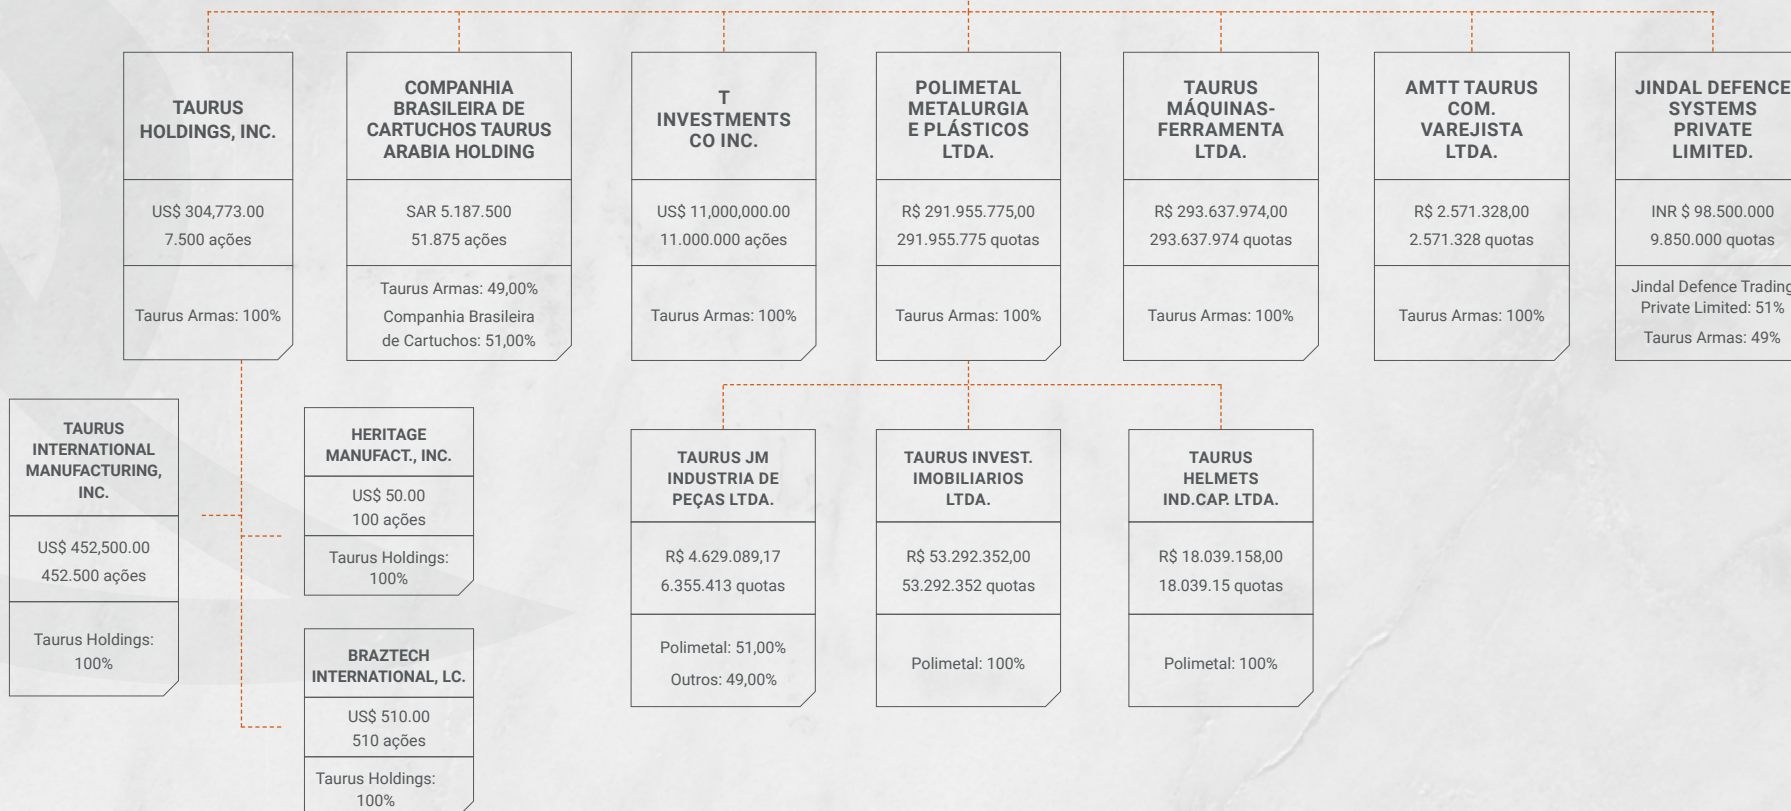 TAURUS
HOLDINGS, INC.
US$ 304,773.00
7.500 ações
Taurus Armas: 100%
COMPANHIA
BRASILEIRA DE
CARTUCHOS TAURUS
ARABIA HOLDING
SAR 5.187.500
51.875 ações
Taurus Armas: 49,00%
Companhia Brasileira
de Cartuchos: 51,00%
T
INVESTMENTS
CO INC.
US$ 11,000,000.00
11.000.000 ações
Taurus Armas: 100%
POLIMETAL
METALURGIA
E PLÁSTICOS
LTDA.
R$ 291.955.775,00
291.955.775 quotas
Taurus Armas: 100%
TAURUS
MÁQUINAS-
FERRAMENTA
LTDA.
R$ 293.637.974,00
293.637.974 quotas
Taurus Armas: 100%
AMTT TAURUS
COM.
VAREJISTA
LTDA.
R$ 2.571.328,00
2.571.328 quotas
Taurus Armas: 100%
JINDAL DEFENCE
SYSTEMS
PRIVATE
LIMITED.
INR $ 98.500.000
9.850.000 quotas
Jindal Defence Trading
Private Limited: 51%
Taurus Armas: 49%
TAURUS
INTERNATIONAL
MANUFACTURING,
INC.
US$ 452,500.00
452.500 ações
Taurus Holdings:
100%
HERITAGE
MANUFACT., INC.
US$ 50.00
100 ações
Taurus Holdings:
100%
BRAZTECH
INTERNATIONAL, LC.
US$ 510.00
510 ações
Taurus Holdings:
100%
TAURUS JM
INDUSTRIA DE
PEÇAS LTDA.
R$ 4.629.089,17
6.355.413 quotas
Polimetal: 51,00%
Outros: 49,00%
TAURUS INVEST.
IMOBILIARIOS
LTDA.
R$ 53.292.352,00
53.292.352 quotas
Polimetal: 100%
TAURUS
HELMETS
IND.CAP. LTDA.
R$ 18.039.158,00
18.039.15 quotas
Polimetal: 100%